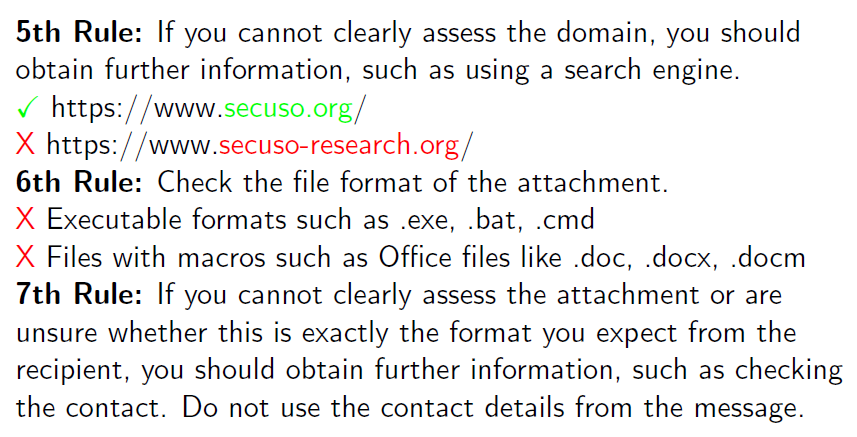 5th Rule: If you cannot clearly assess the domain, you should
obtain further information, such as using a search engine.
✓ https://www.secuso.org/
X https://www.secuso-research.org/
6th Rule: Check the file format of the attachment.
X Executable formats such as .exe, .bat, .cmd
X Files with macros such as Office files like .doc, .docx, .docm
7th Rule: If you cannot clearly assess the attachment or are
unsure whether this is exactly the format you expect from the
recipient, you should obtain further information, such as checking
the contact. Do not use the contact details from the message.